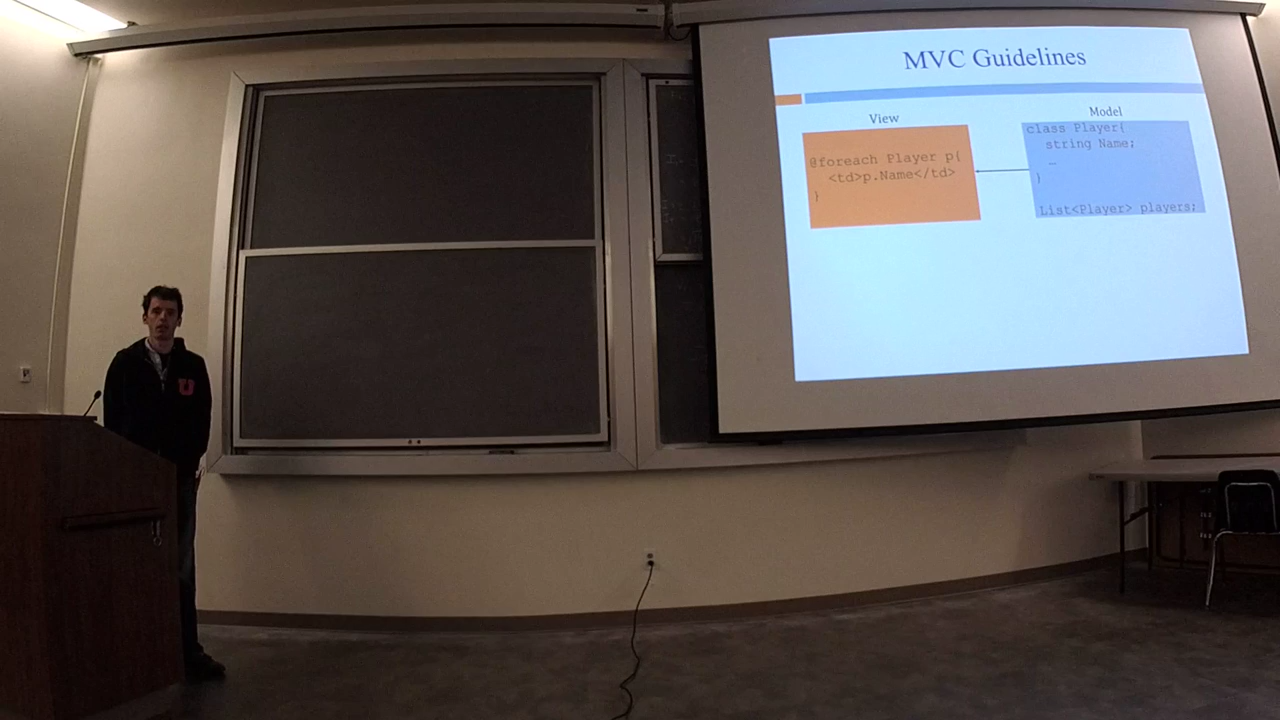 MVC Guidelines
View
@foreach Player p{
<td>p.Name</td>
}
Model
class Player{
string Name;
…
}
List<Player> players;
U